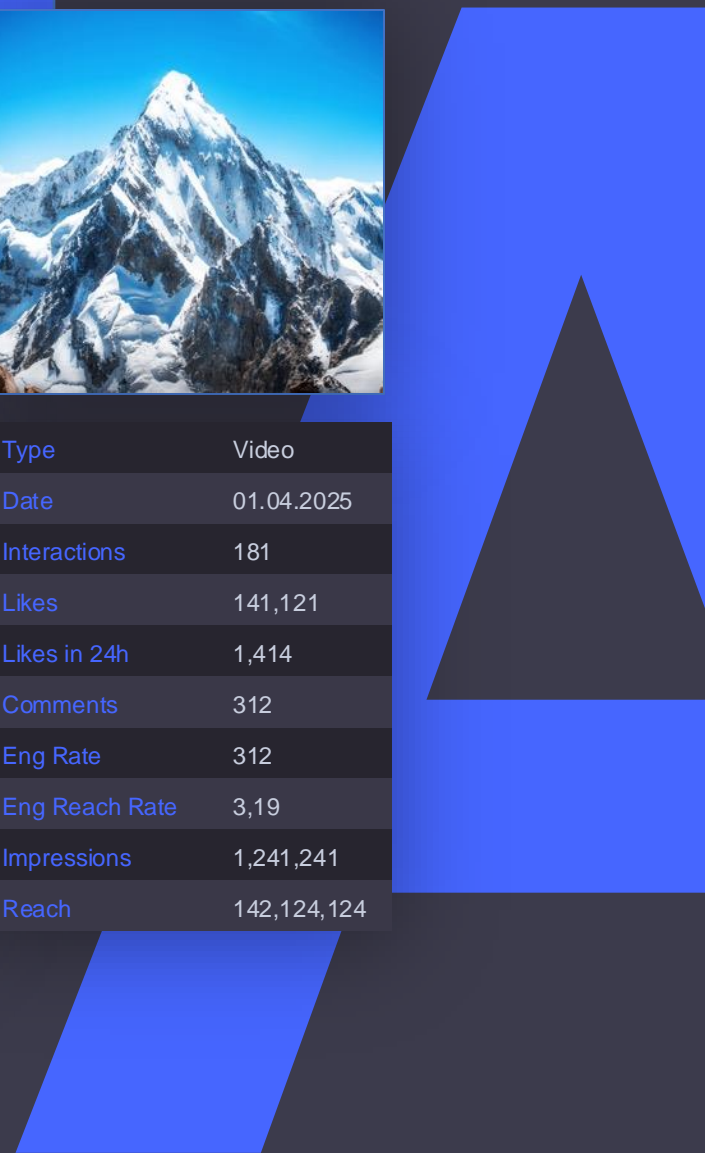 Type Video
Date 01.04.2025
Interactions 181
Likes 141,121
Likes in 24h 1,414
Comments 312
Eng Rate 312
Eng Reach Rate 3,19
Impressions 1,241,241
Reach 142,124,124